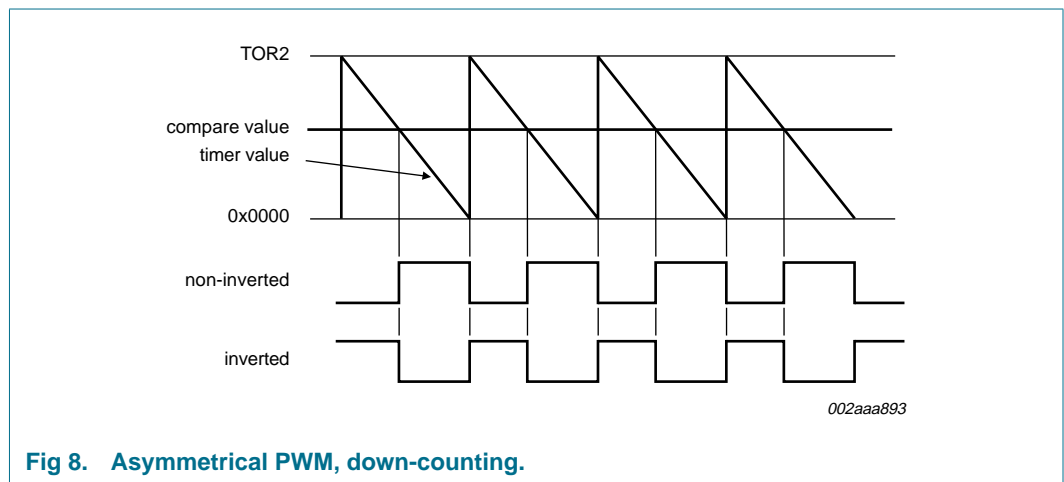 TOR2
compare value
timer value
0x0000
non-inverted
inverted
002aaa893
Fig 8. Asymmetrical PWM, down-counting.